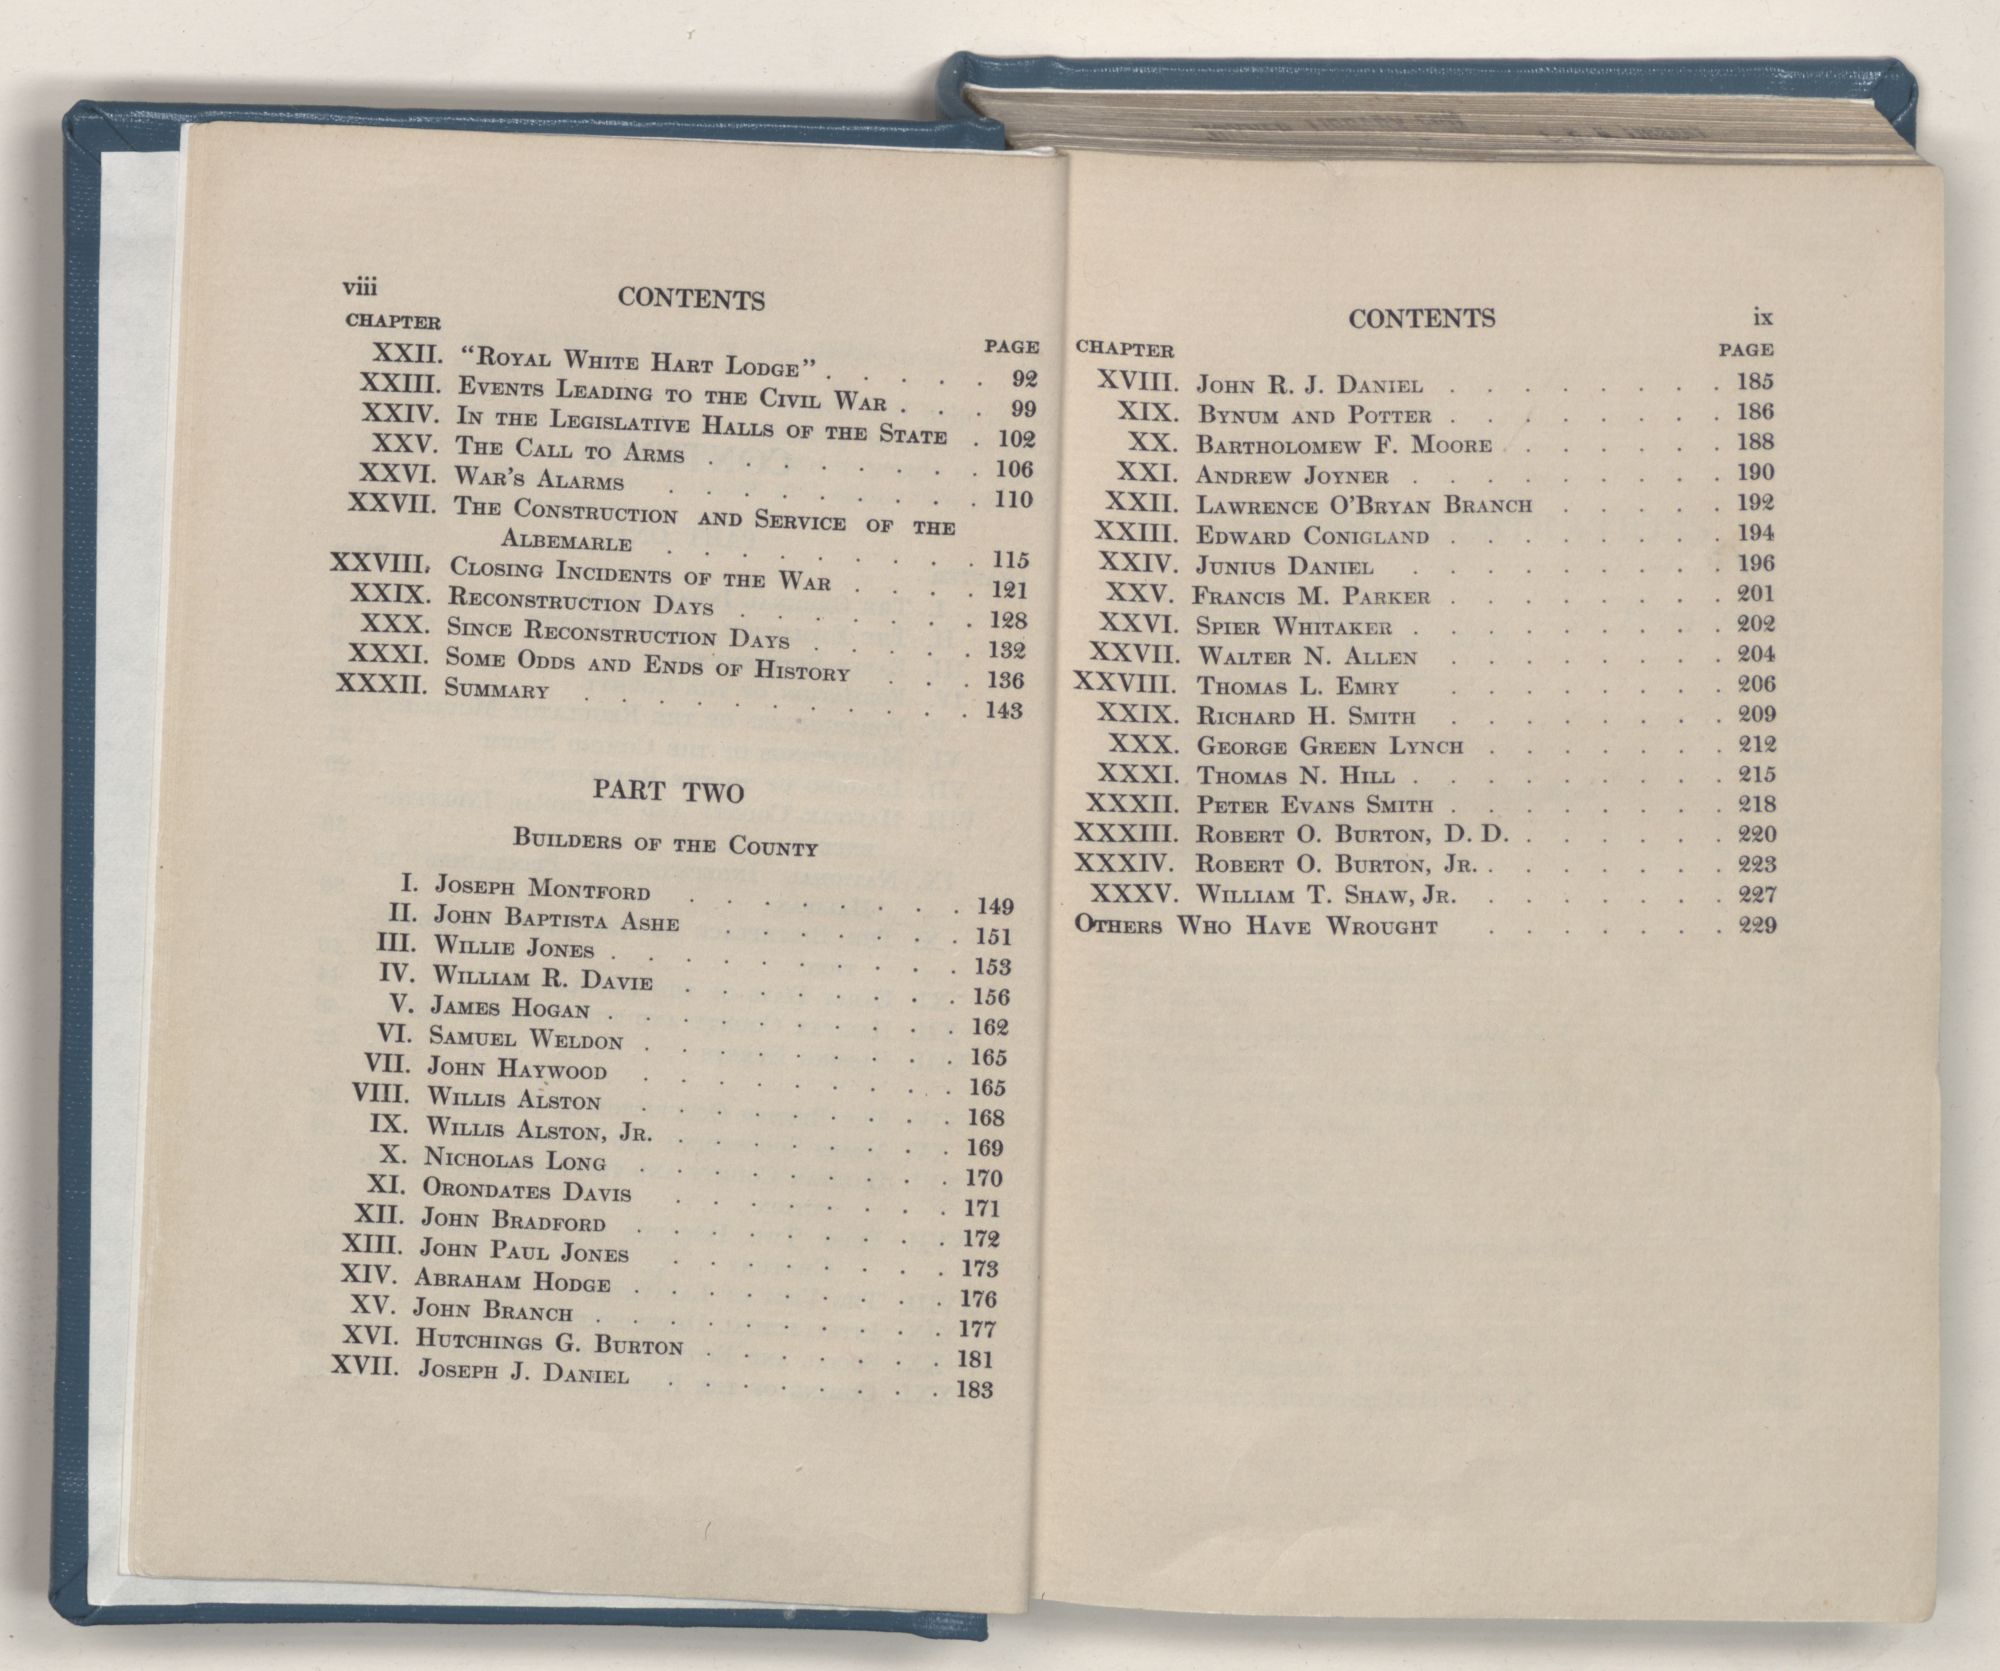 viii CONTENTS
CHAPTER PAGE
XXII. “Royal White Hart Lodge” . . . . . 92
XXIII. Events Leading to the Civil War . . . 99
XXIV. In the Legislative Halls of the State . 102
XXV. The Call to Arms . . . . . . . . 106
XXVI. War's Alarms . . . . . . . . . 110
XXVII. The Construction and Service of the
Albemarle . . . . . . . . . 115
XXVIII. Closing Incidents of the War . . . . 121
XXIX. Reconstruction Days . . . . . . . 128
XXX. Since Reconstruction Days . . . . . 132
XXXI. Some Odds and Ends of History . . . 136
XXXII. Summary . . . . . . . . . . . 143
PART TWO
Builders of the County
I. Joseph Montford . . . . . . . . 149
II. John Baptista Ashe . . . . . . . 151
III. Willie Jones . . . . . . . . . . 153
IV. William R. Davie . . . . . . . . 156
V. James Hogan . . . . . . . . . . 162
VI. Samuel Weldon . . . . . . . . . 165
VII. John Haywood . . . . . . . . . 165
VIII. Willis Alston . . . . . . . . . 168
IX. Willis Alston, Jr. . . . . . . . . 169
X. Nicholas Long . . . . . . . . . 170
XI. Orondates Davis . . . . . . . . 171
XII. John Bradford . . . . . . . . . 172
XIII. John Paul Jones . . . . . . . . 173
XIV. Abraham Hodge . . . . . . . . . 176
XV. John Branch . . . . . . . . . . 177
XVI. Hutchings G. Burton . . . . . . . 181
XVII. Joseph J. Daniel . . . . . . . . 183
CONTENTS ix
CHAPTER PAGE
XVIII. John R. J. Daniel . . . . . . . . 185
XIX. Bynum and Potter . . . . . . . . 186
XX. Bartholomew F. Moore . . . . . . 188
XXI. Andrew Joyner . . . . . . . . . 190
XXII. Lawrence O'Bryan Branch . . . . . 192
XXIII. Edward Conigland . . . . . . . . 194
XXIV. Junius Daniel . . . . . . . . . 196
XXV. Francis M. Parker . . . . . . . . 201
XXVI. Spier Whitaker . . . . . . . . . 202
XXVII. Walter N. Allen . . . . . . . . 204
XXVIII. Thomas L. Emry . . . . . . . . 206
XXIX. Richard H. Smith . . . . . . . . 209
XXX. George Green Lynch . . . . . . . 212
XXXI. Thomas N. Hill . . . . . . . . . 215
XXXII. Peter Evans Smith . . . . . . . . 218
XXXIII. Robert O. Burton, D. D. . . . . . . 220
XXXIV. Robert O. Burton, Jr. . . . . . . . 223
XXXV. William T. Shaw, Jr. . . . . . . . 227
Others Who Have Wrought . . . . . . . 229